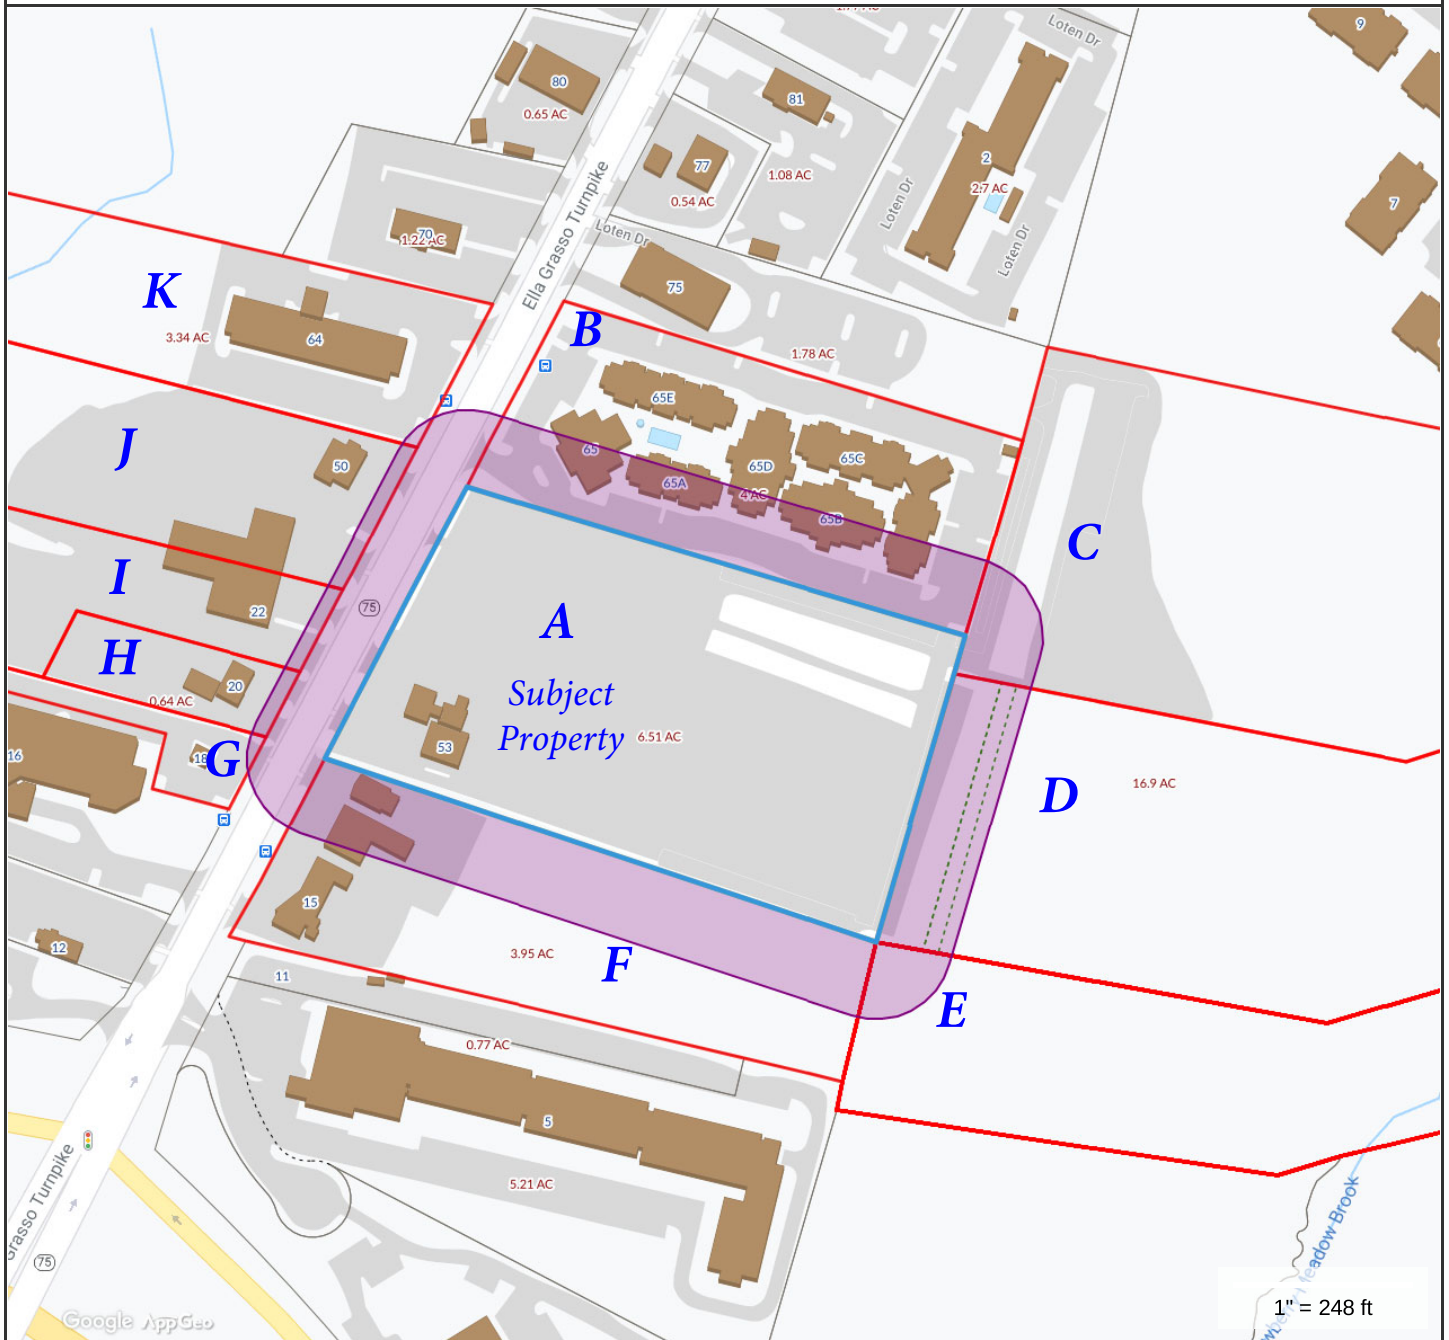 Loten Dr
9
80
81
0.65 AC
77
2
1.08 AC
2.7 AC
0.54 AC
7
Loten Dr
Ella Grasso Turnpike
Loten Dr
70
1.22 AC
Loten Dr
75
K
B
3.34 AC
64
1.78 AC
65E
J
65
65C
50
65D
65A
4 AC
65B
C
I
75
22
A
H
20
Subject
0.64 AC
Property
6.51 AC
53
16
18
G
D
16.9 AC
15
12
3.95 AC
F
11
E
0.77 AC
5
5.21 AC
Grasso Turnpike
75
Meadow Brook
1" = 248 ft
Google AppGeo